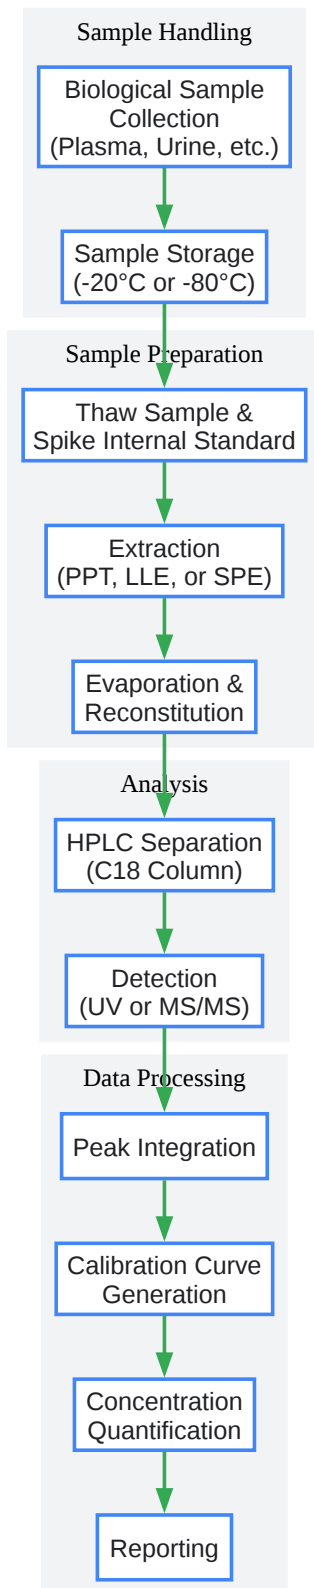 Sample Handling
Biological Sample
Collection
(Plasma, Urine, etc.)
Sample Storage
(-20°C or -80°C)
Sample Preparation
Thaw Sample &
Spike Internal Standard
Extraction
(PPT, LLE, or SPE)
Evaporation &
Reconstitution
Analysis
HPLC Separation
(C18 Column)
Detection
(UV or MS/MS)
Data Processing
Peak Integration
Calibration Curve
Generation
Concentration
Quantification
Reporting